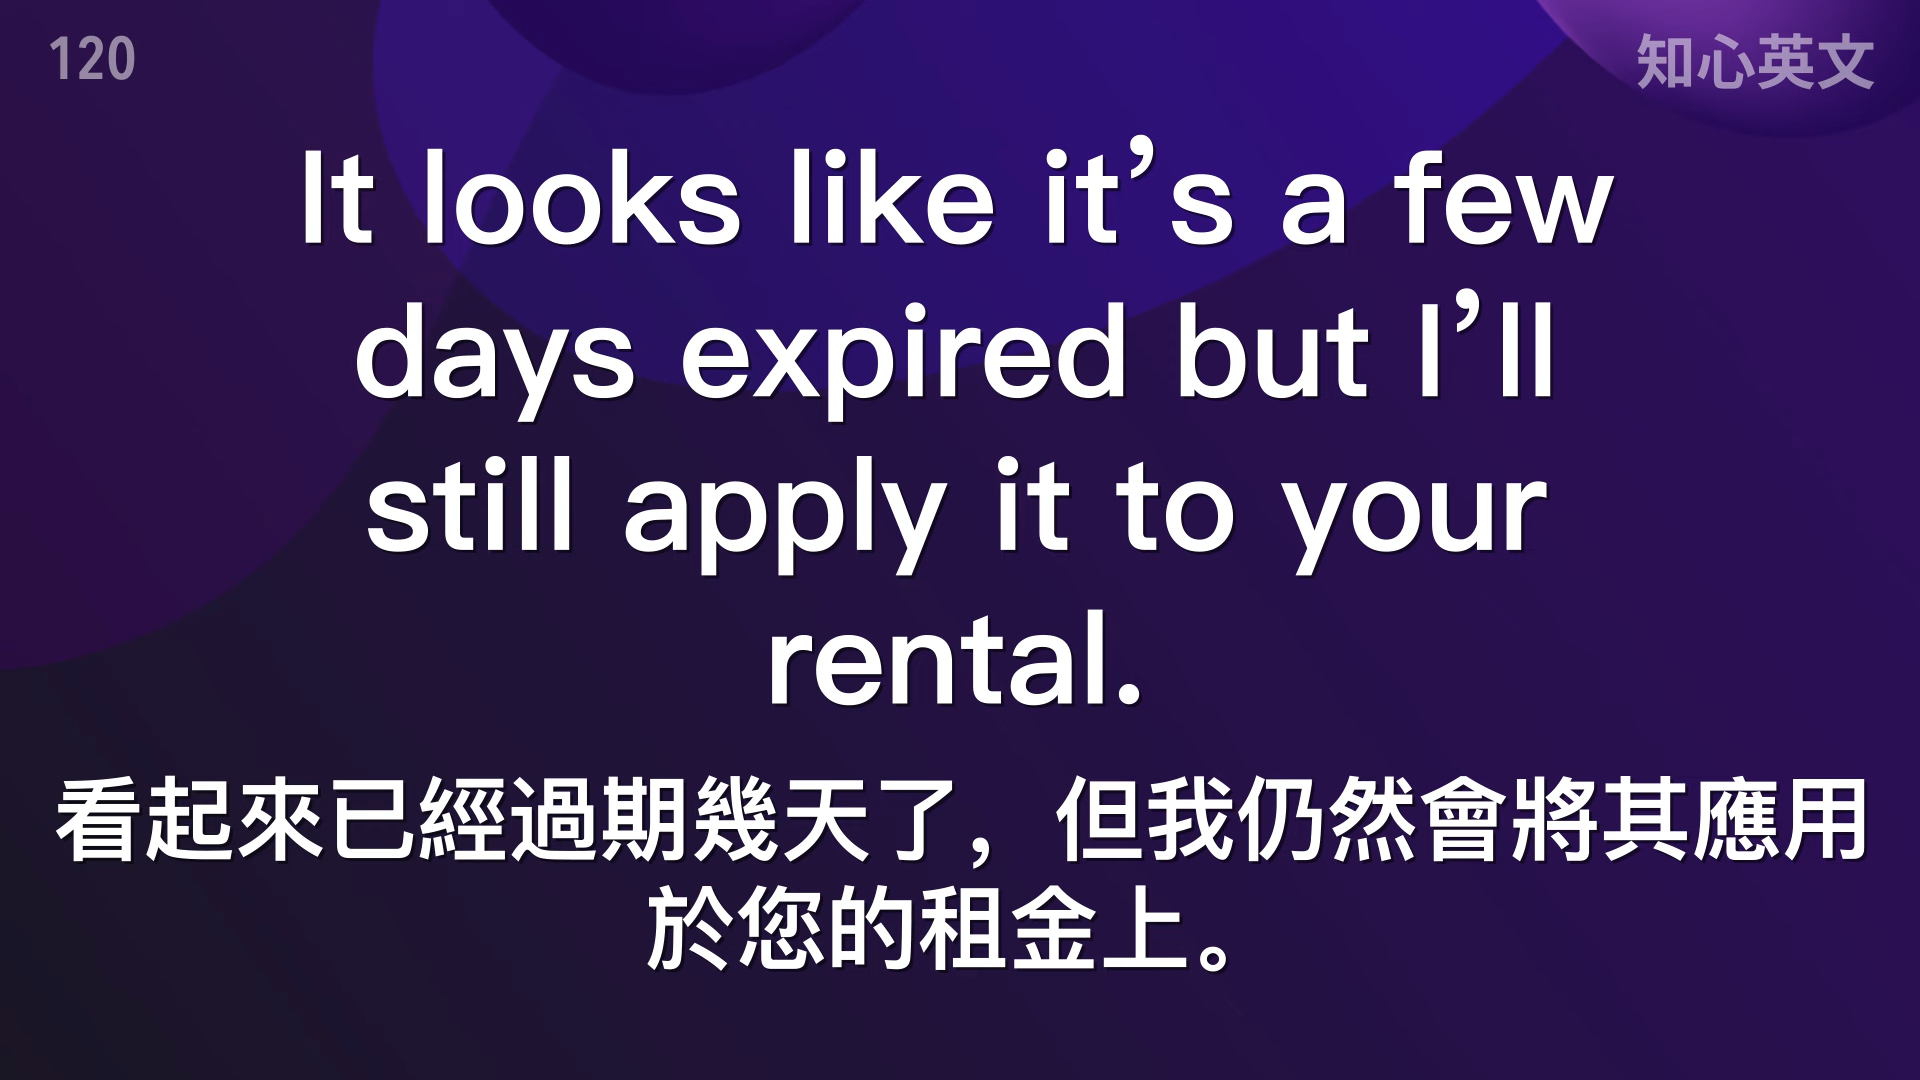 120
知心英文
It looks like it’s a few
days expired but I’ll
still apply it to your
rental.
看起來已經過期幾天了，但我仍然會將其應用
於您的租金上。